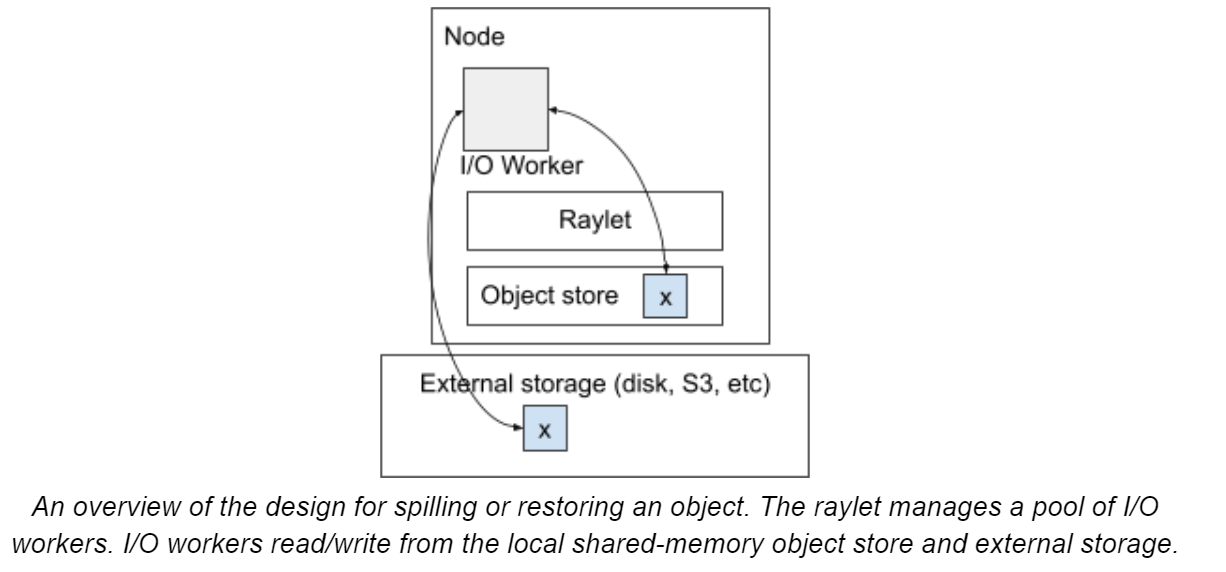 Node
I/O Worker
Raylet
Object store
x
External storage (disk, S3, etc)
x
An overview of the design for spilling or restoring an object. The raylet manages a pool of I/O
workers. I/O workers read/write from the local shared-memory object store and external storage.